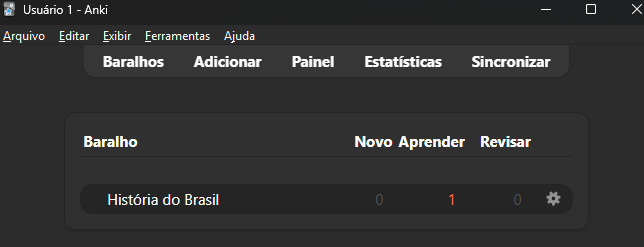 Usuário 1 - Anki
Arquivo Editar Exibir Ferramentas Ajuda
Baralhos Adicionar Painel Estatísticas Sincronizar
Baralho Novo Aprender Revisar
História do Brasil 0 1 0